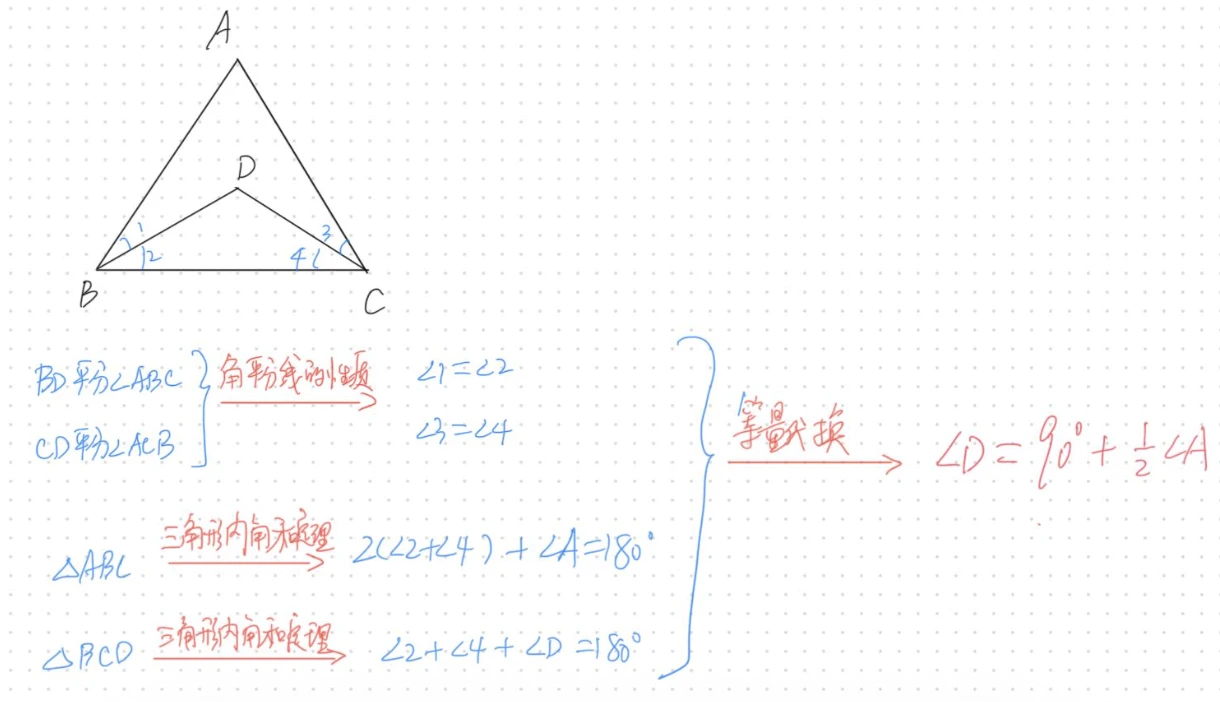 A
D
1
3
2
4
B
C
BD平分∠ABC 角平分线的性质 ∠1=∠2
CD平分∠ACB ∠3=∠4
等量代换 ∠D=90°+1/2∠A
△ABC 三角形内角和定理 2(∠2+∠4)+∠A=180°
△BCD 三角形内角和定理 ∠2+∠4+∠D=180°